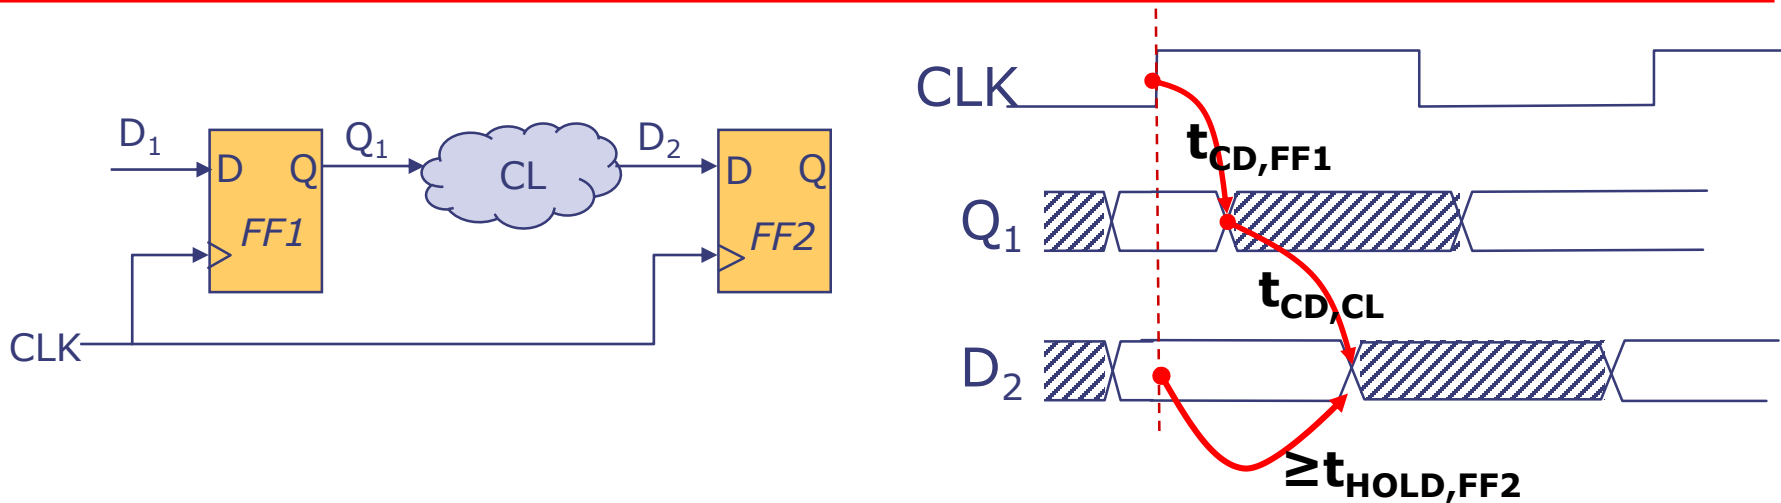 D1
D Q
FF1
Q1
CL
D2
D Q
FF2
CLK
CLK
tCD,FF1
Q1
tCD,CL
D2
≥tHOLD,FF2